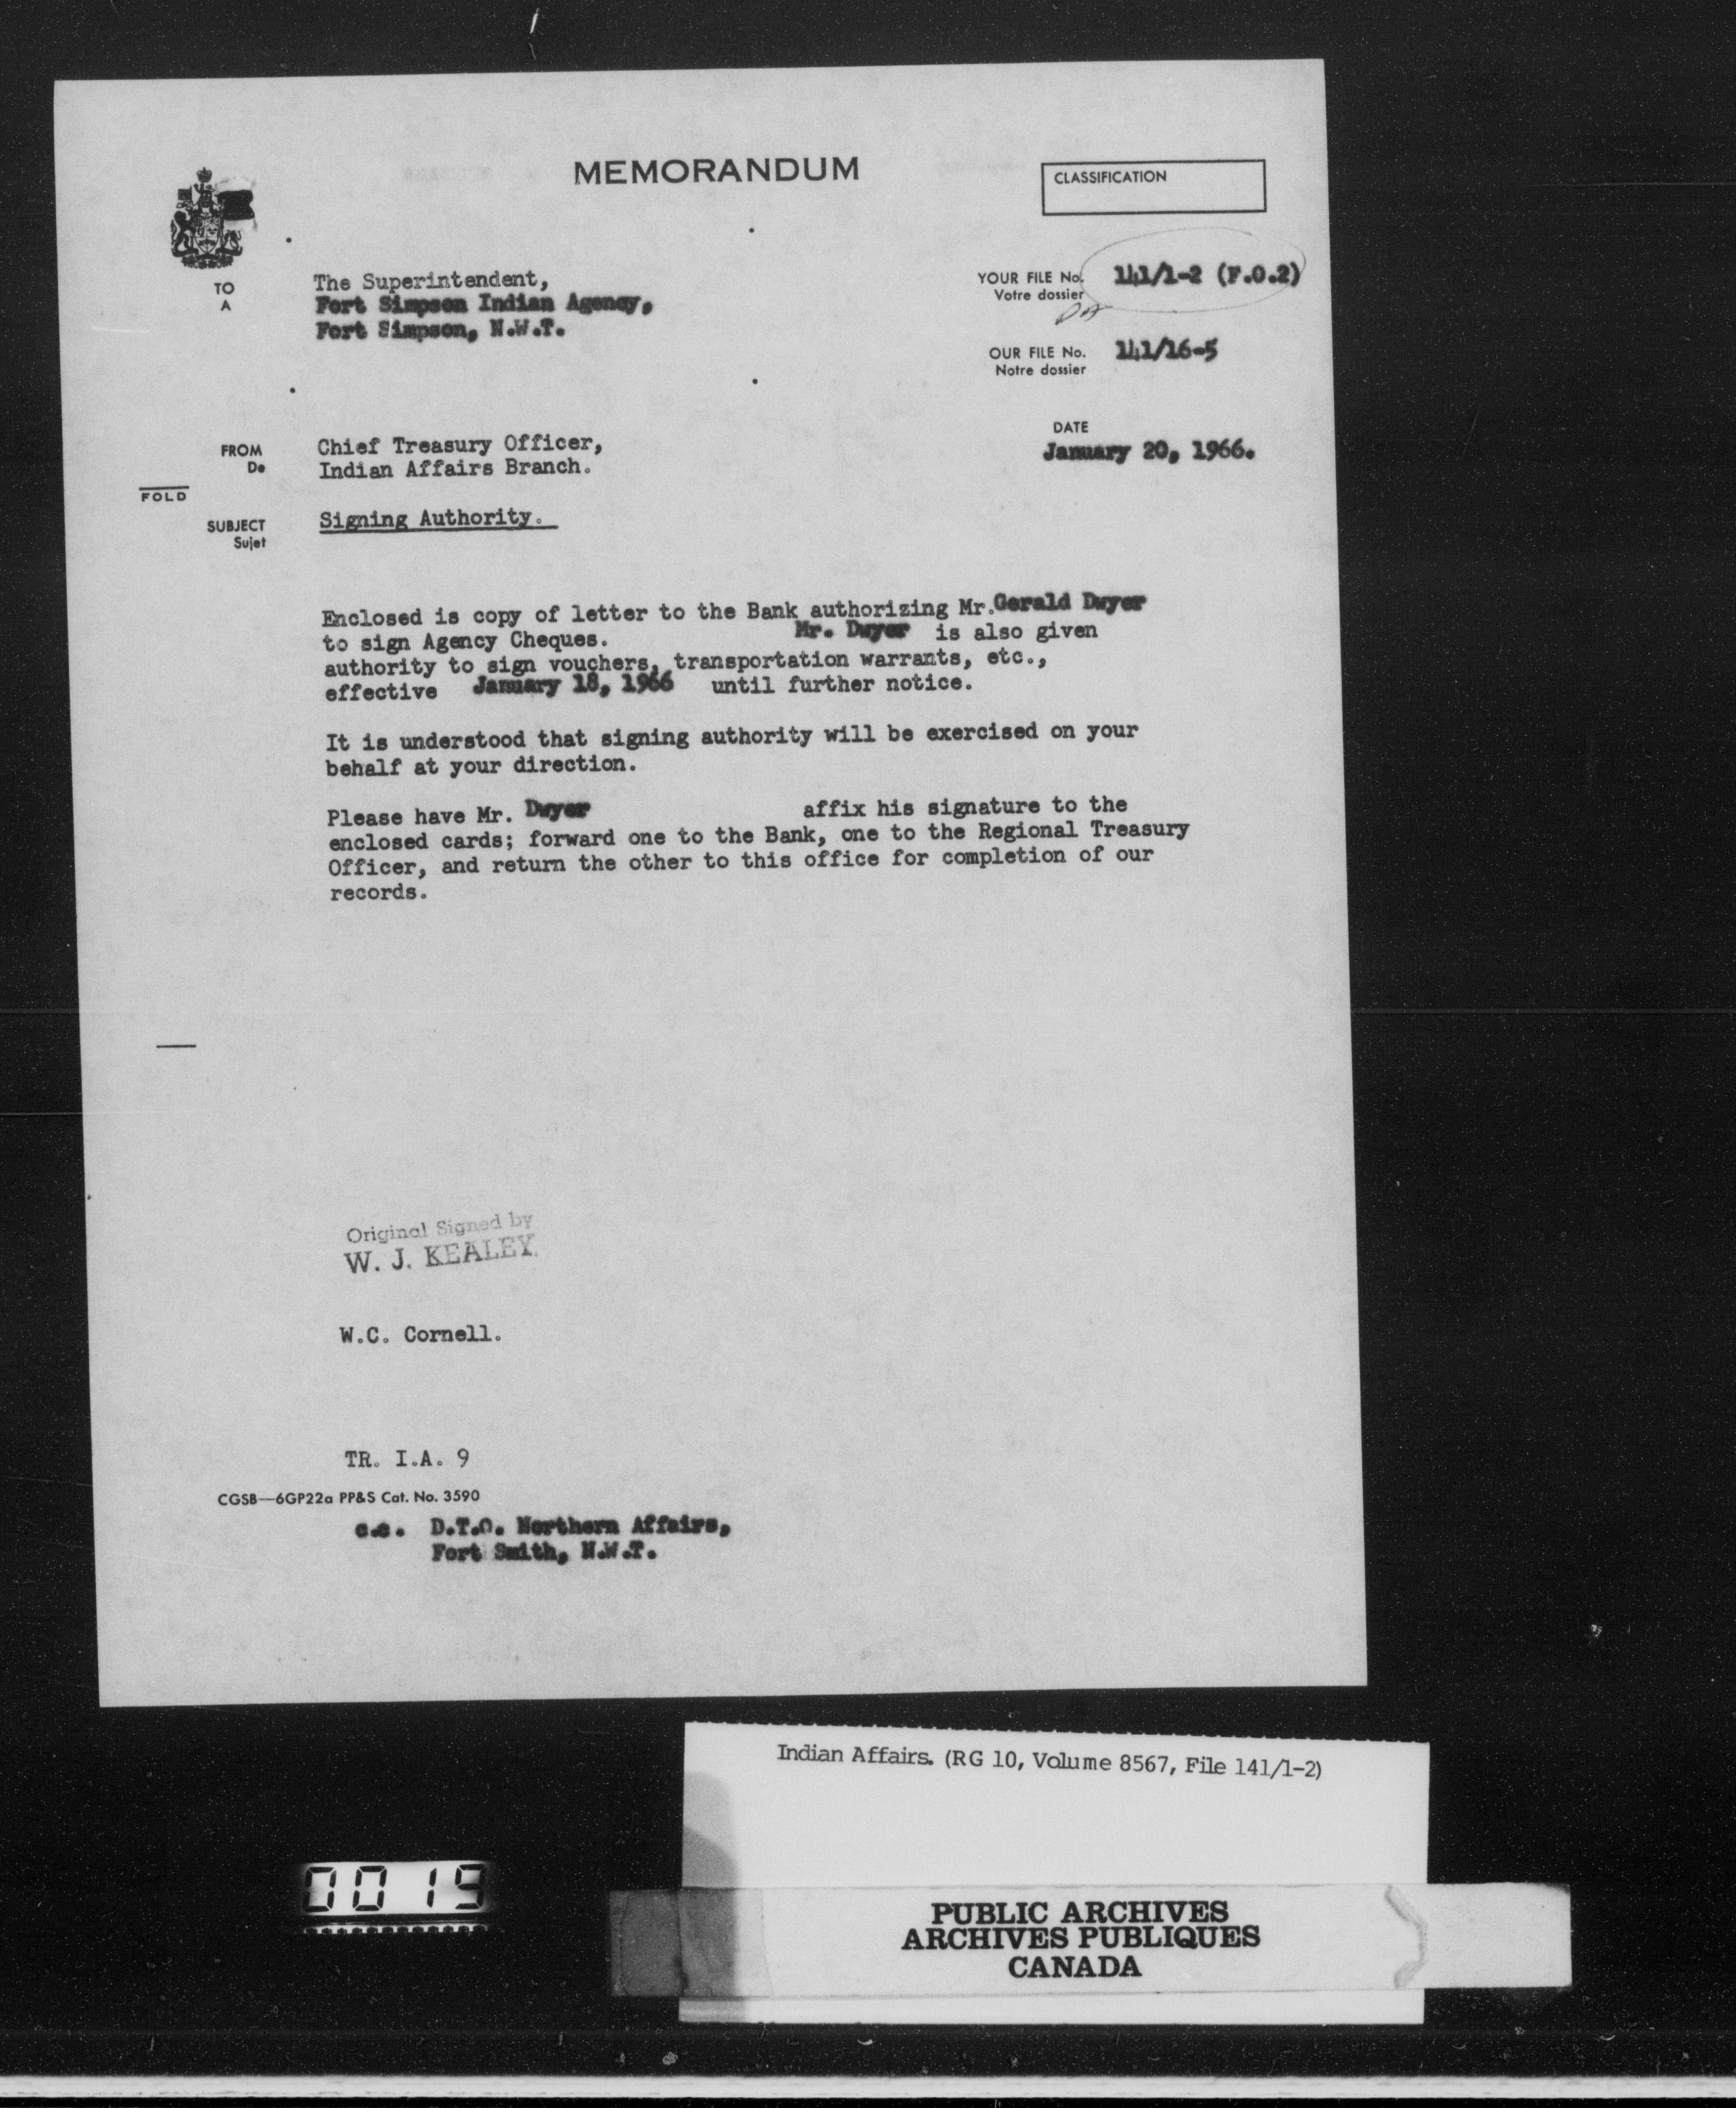 MEMORANDUM
CLASSIFICATION
TO
A
The Superintendent,
Fort Simpson Indian Agency,
Fort Simpson, N.W.T.
YOUR FILE No.
Votre dossier
141/1-2 (F.O.2)
OUR FILE No.
Notre dossier
141/16-5
DATE
January 20, 1966.
FROM
De
Chief Treasury Officer,
Indian Affairs Branch.
FOLD
SUBJECT
Sujet
Signing Authority.
Enclosed is copy of letter to the Bank authorizing Mr. Gerald Dwyer
to sign Agency Cheques. Mr. Dwyer is also given
authority to sign vouchers, transportation warrants, etc.,
effective January 18, 1966 until further notice.
It is understood that signing authority will be exercised on your
behalf at your direction.
Please have Mr. Dwyer affix his signature to the
enclosed cards; forward one to the Bank, one to the Regional Treasury
Officer, and return the other to this office for completion of our
records.
Original Signed by
W. J. KEALEY
W.C. Cornell.
TR. I.A. 9
CGSB—6GP22a PP&S Cat. No. 3590
c.c. D.T.O. Northern Affairs,
Fort Smith, N.W.T.
Indian Affairs. (RG 10, Volume 8567, File 141/1-2)
0019
PUBLIC ARCHIVES
ARCHIVES PUBLIQUES
CANADA